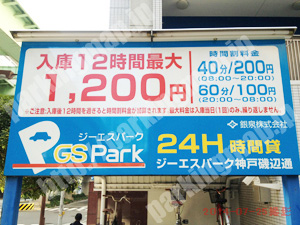 入庫12時間最大
1,200円
時間割料金
40分/200円
(08:00~20:00)
60分/100円
(20:00~08:00)
※ご注意:入庫後12時間を過ぎると時間割料金が加算されます。最大料金は入庫当日(1回)のみ、繰り返しません。
銀泉株式会社
ジーエスパーク
GS Park
24H時間貸
ジーエスパーク神戸磯辺通